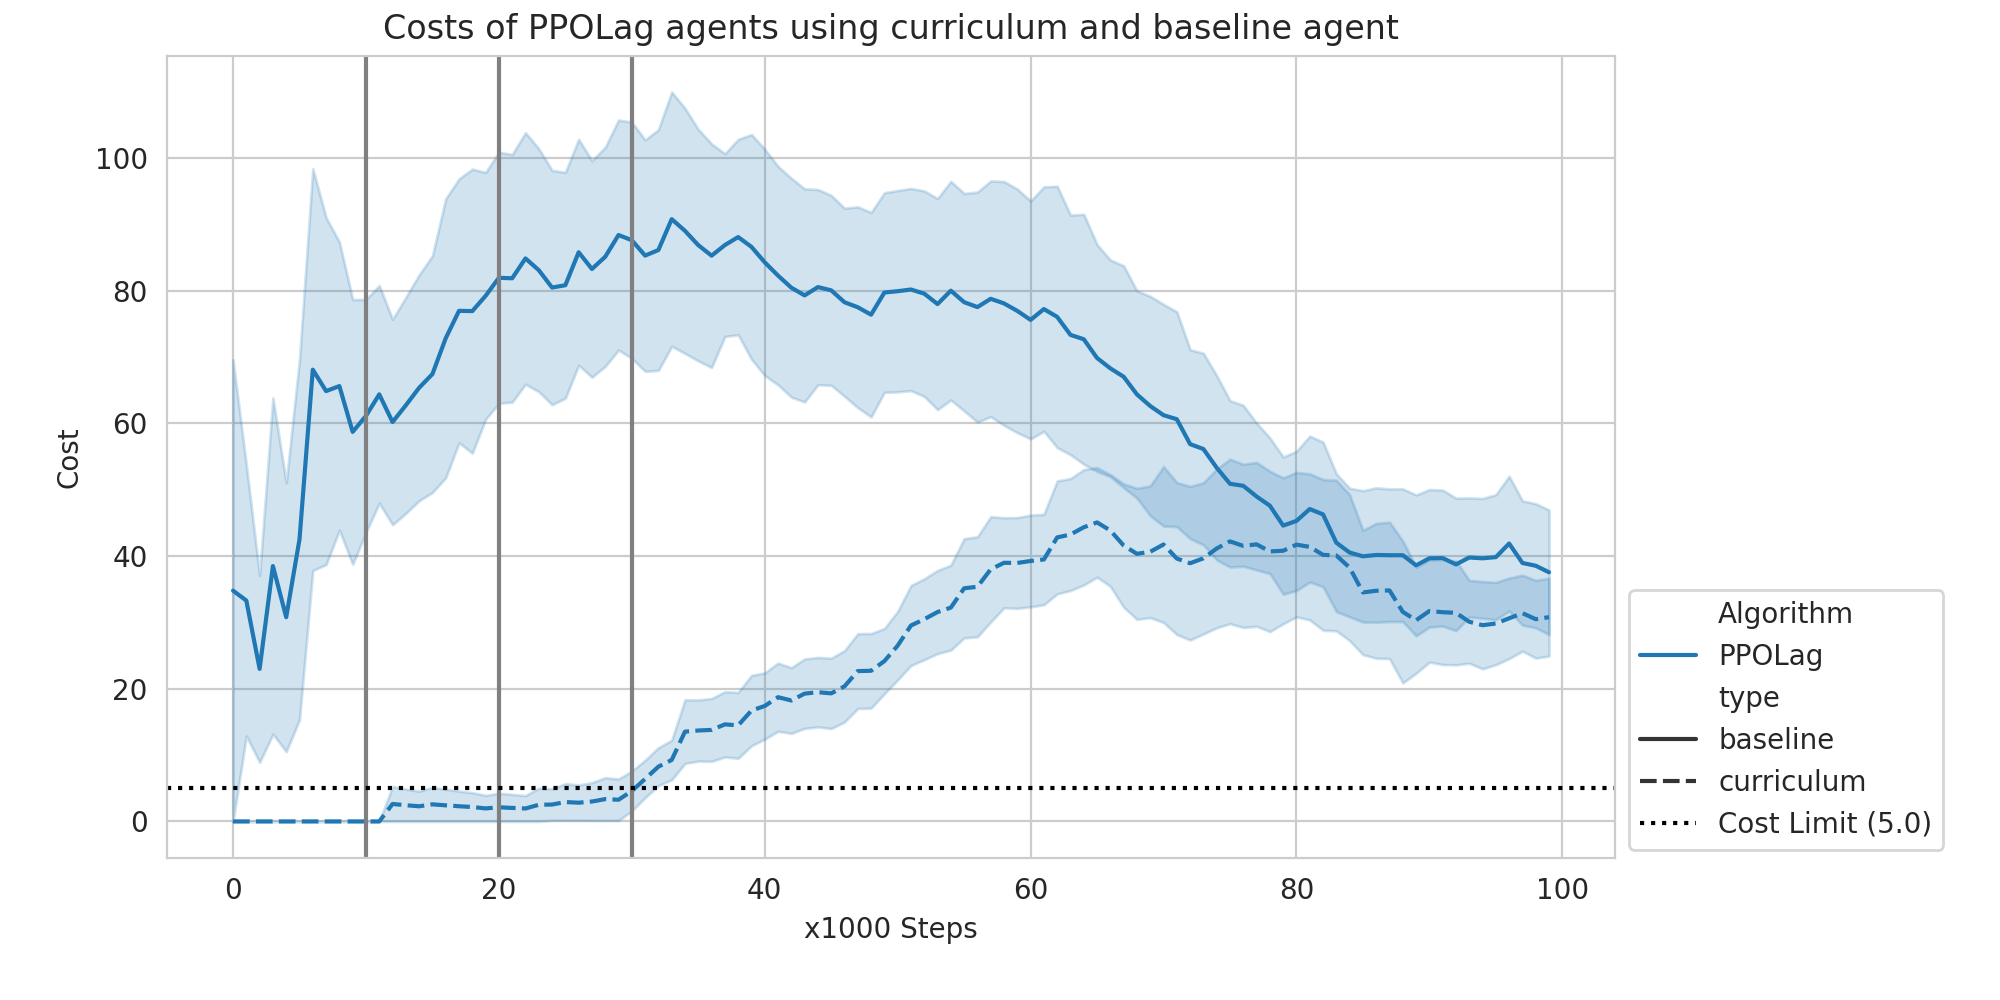 Costs of PPOLag agents using curriculum and baseline agent
100
80
60
40
20
0
Cost
0 20 40 60 80 100
x1000 Steps
Algorithm
PPOLag
type
baseline
curriculum
Cost Limit (5.0)